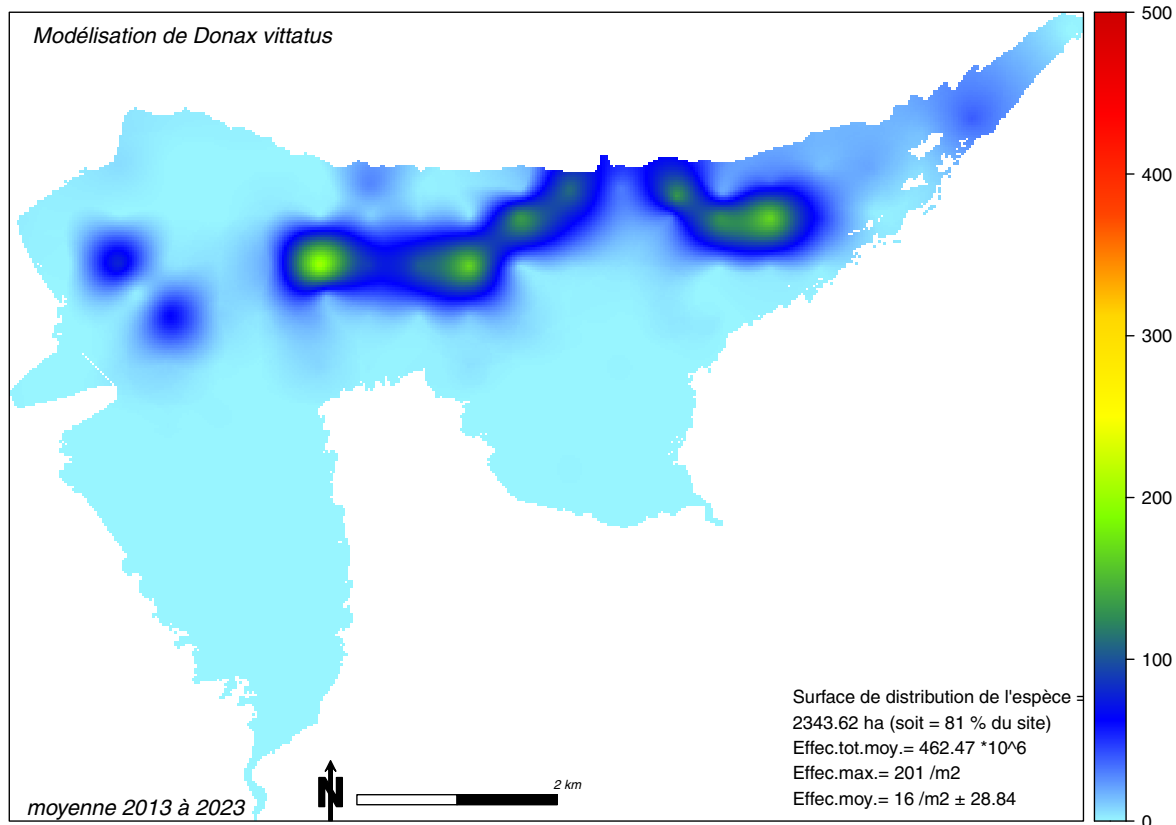 Modélisation de Donax vittatus
500
400
300
200
100
0
Surface de distribution de l'espèce =
2343.62 ha (soit = 81 % du site)
Effec.tot.moy.= 462.47 *10^6
Effec.max.= 201 /m2
Effec.moy.= 16 /m2 ± 28.84
N
2 km
moyenne 2013 à 2023